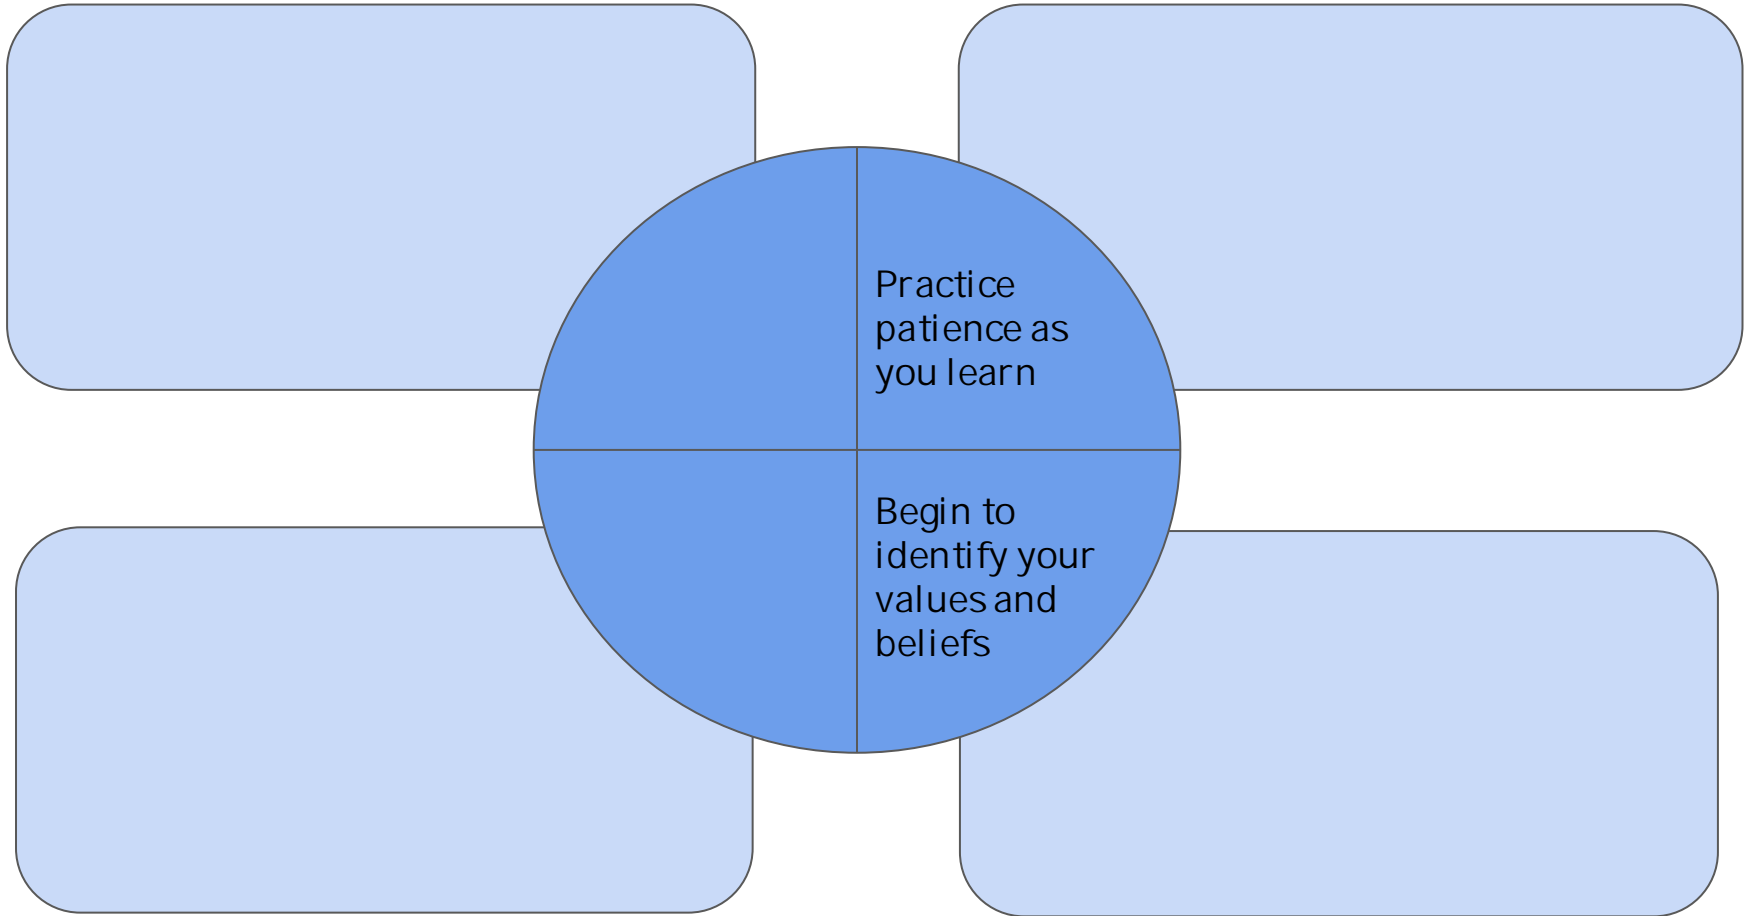 Practice
patience as
you learn
Begin to
identify your
values and
beliefs